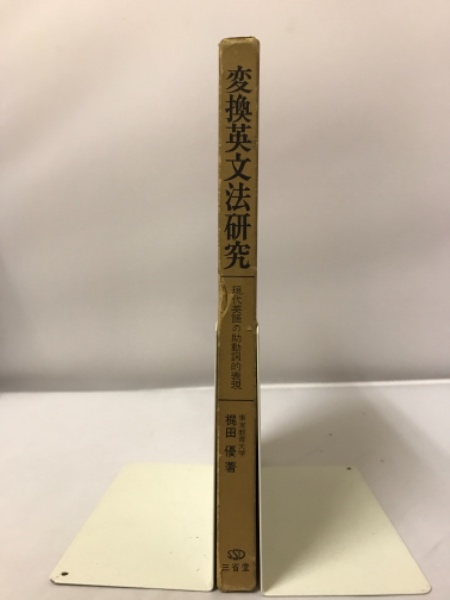 変換英文法研究
現代英語の助動詞的表現
東京教育大学
梶田 優 著
SSD
三省堂